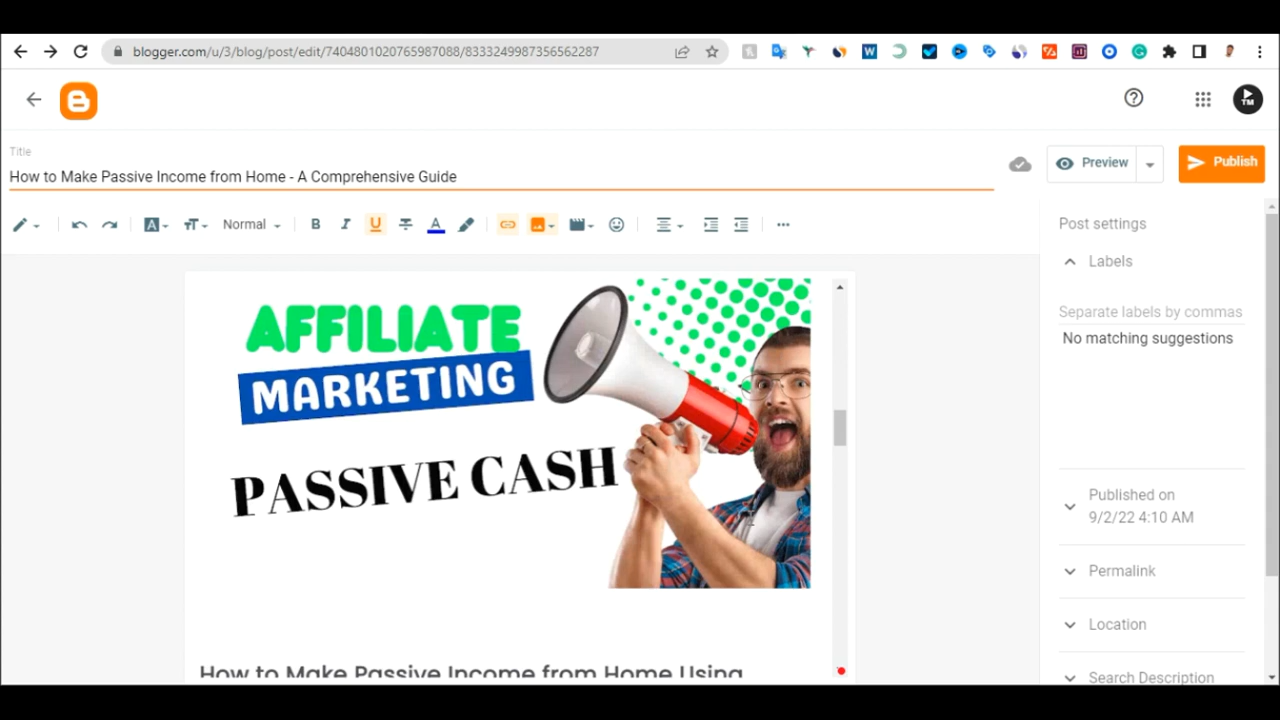 blogger.com/u/3/blog/post/edit/7404801020765987088/8333249987356562287
TM
Title
How to Make Passive Income from Home - A Comprehensive Guide
Preview
Publish
Normal
B I U A
Post settings
Labels
Separate labels by commas
No matching suggestions
Published on
9/2/22 4:10 AM
Permalink
Location
Search Description
AFFILIATE
MARKETING
PASSIVE CASH
How to Make Passive Income from Home Using